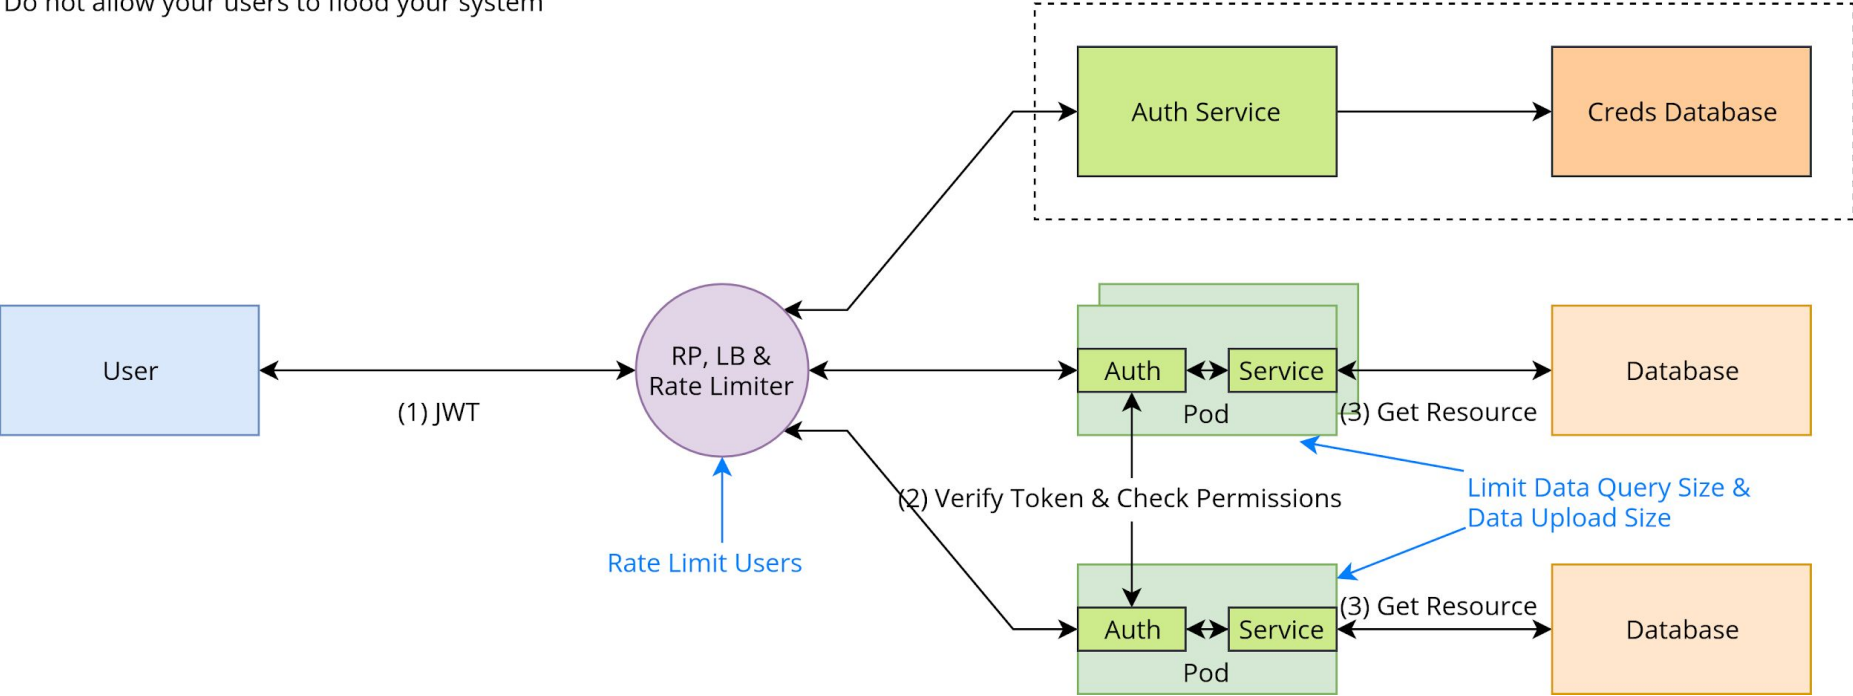 Do not allow your users to flood your system
Auth Service
Creds Database
User
(1) JWT
RP, LB &
Rate Limiter
Rate Limit Users
Auth
Service
Pod
(3) Get Resource
Database
(2) Verify Token & Check Permissions
Limit Data Query Size &
Data Upload Size
Auth
Service
Pod
(3) Get Resource
Database